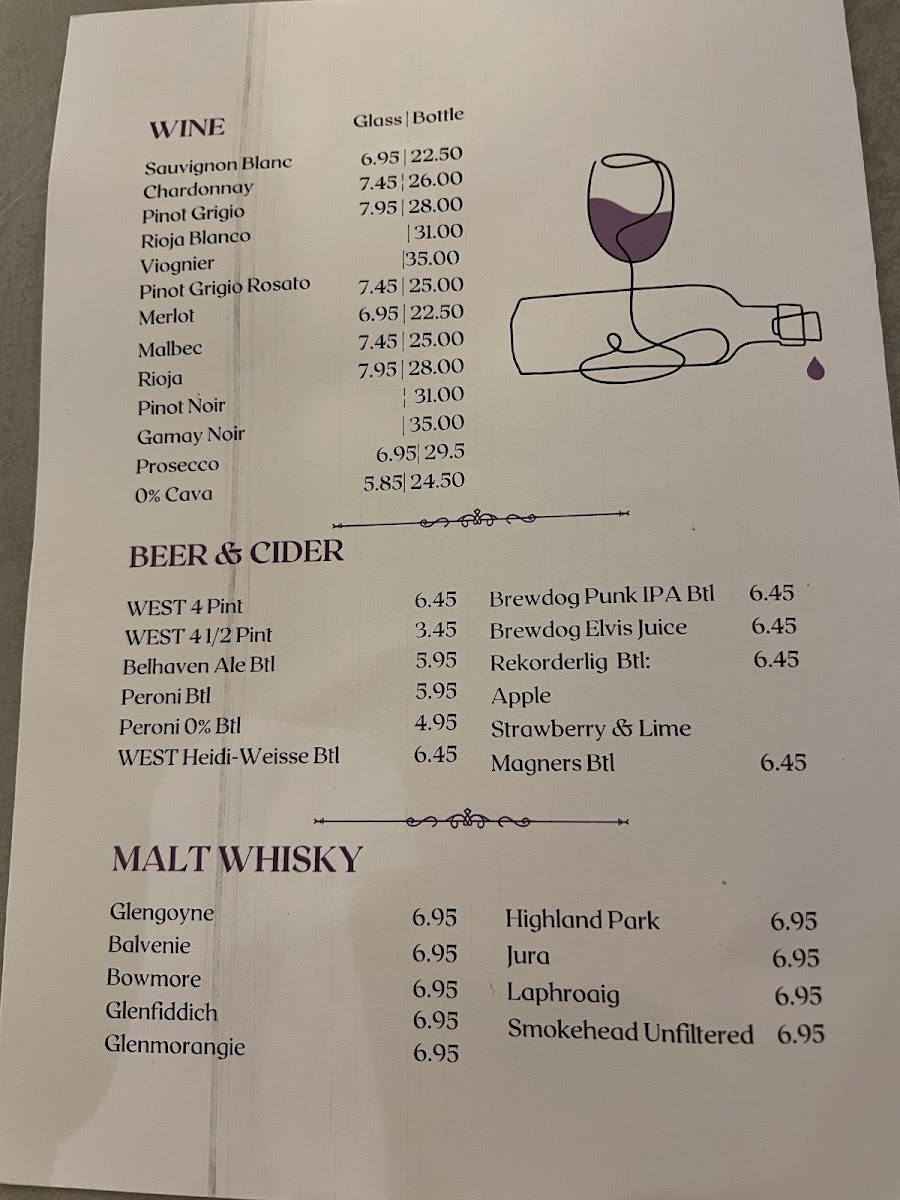 WINE Glass | Bottle
Sauvignon Blanc 6.95 | 22.50
Chardonnay 7.45 ¦ 26.00
Pinot Grigio 7.95 | 28.00
Rioja Blanco | 31.00
Viognier |35.00
Pinot Grigio Rosato 7.45 | 25.00
Merlot 6.95 | 22.50
Malbec 7.45 | 25.00
Rioja 7.95 | 28.00
Pinot Noir ¦ 31.00
Gamay Noir | 35.00
Prosecco 6.95| 29.5
0% Cava 5.85| 24.50
BEER & CIDER
WEST 4 Pint 6.45
WEST 4 1/2 Pint 3.45
Belhaven Ale Btl 5.95
Peroni Btl 5.95
Peroni 0% Btl 4.95
WEST Heidi-Weisse Btl 6.45
Brewdog Punk IPA Btl 6.45
Brewdog Elvis Juice 6.45
Rekorderlig Btl: 6.45
Apple
Strawberry & Lime
Magners Btl 6.45
MALT WHISKY
Glengoyne 6.95
Balvenie 6.95
Bowmore 6.95
Glenfiddich 6.95
Glenmorangie 6.95
Highland Park 6.95
Jura 6.95
Laphroaig 6.95
Smokehead Unfiltered 6.95